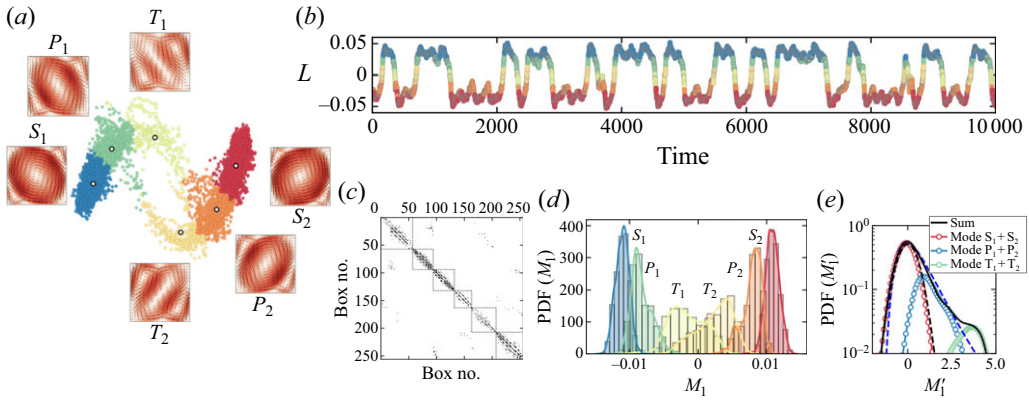 (a)
T1
P1
S1
S2
P2
T2
(b)
L
0.05
0
−0.05
0
2000
4000
6000
8000
10 000
Time
(c)
0 50 100 150 200 250
0
50
100
150
200
250
Box no.
Box no.
(d)
400
300
200
100
0
PDF (M1)
S1
P1
T1
T2
P2
S2
−0.01 0 0.01
M1
(e)
Sum
Mode S1 + S2
Mode P1 + P2
Mode T1 + T2
10^0
10^−1
10^−2
PDF (M1′)
0 2.5 5.0
M1′